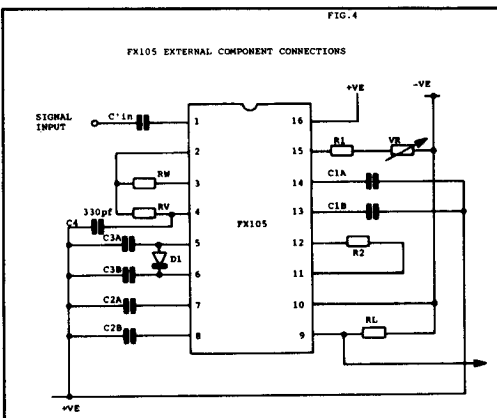 FIG.4
FX105 EXTERNAL COMPONENT CONNECTIONS
+VE
-VE
SIGNAL
INPUT
C'in
1
16
2
15
R1
VR
3
RW
14
C1A
4
RV
13
C1B
330pf
C4
FX105
5
C3A
12
R2
D1
6
C3B
11
7
C2A
10
8
C2B
9
RL
+VE